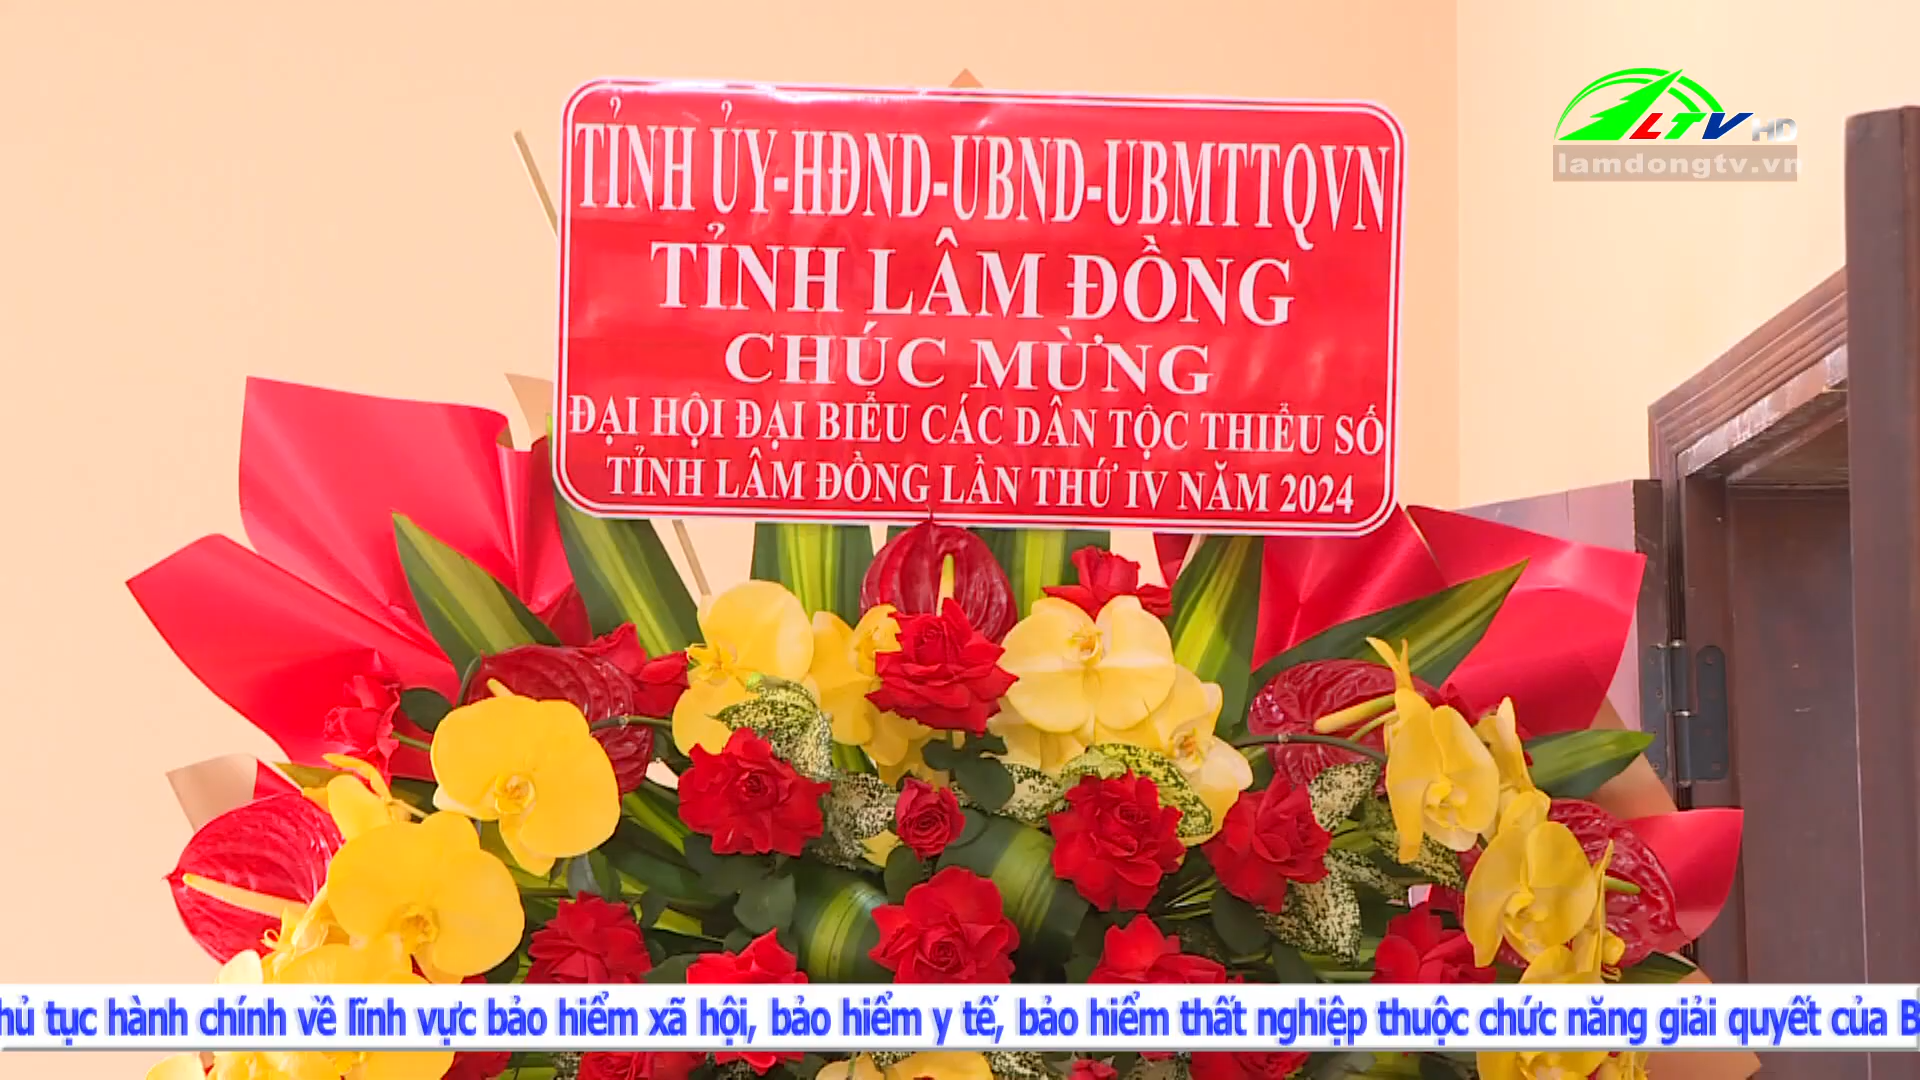 LTV HD
lamdongtv.vn
TỈNH ỦY-HĐND-UBND-UBMTTQVN
TỈNH LÂM ĐỒNG
CHÚC MỪNG
ĐẠI HỘI ĐẠI BIỂU CÁC DÂN TỘC THIỂU SỐ
TỈNH LÂM ĐỒNG LẦN THỨ IV NĂM 2024
tục hành chính về lĩnh vực bảo hiểm xã hội, bảo hiểm y tế, bảo hiểm thất nghiệp thuộc chức năng giải quyết của